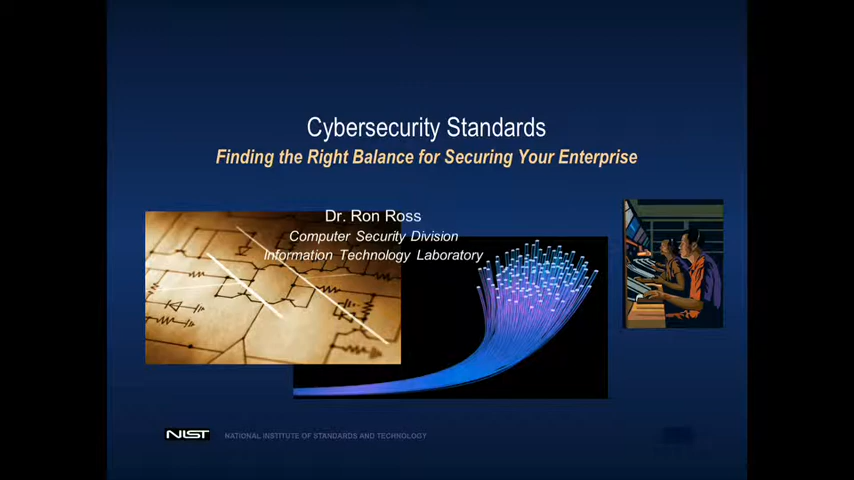 Cybersecurity Standards
Finding the Right Balance for Securing Your Enterprise
Dr. Ron Ross
Computer Security Division
Information Technology Laboratory
NIST NATIONAL INSTITUTE OF STANDARDS AND TECHNOLOGY